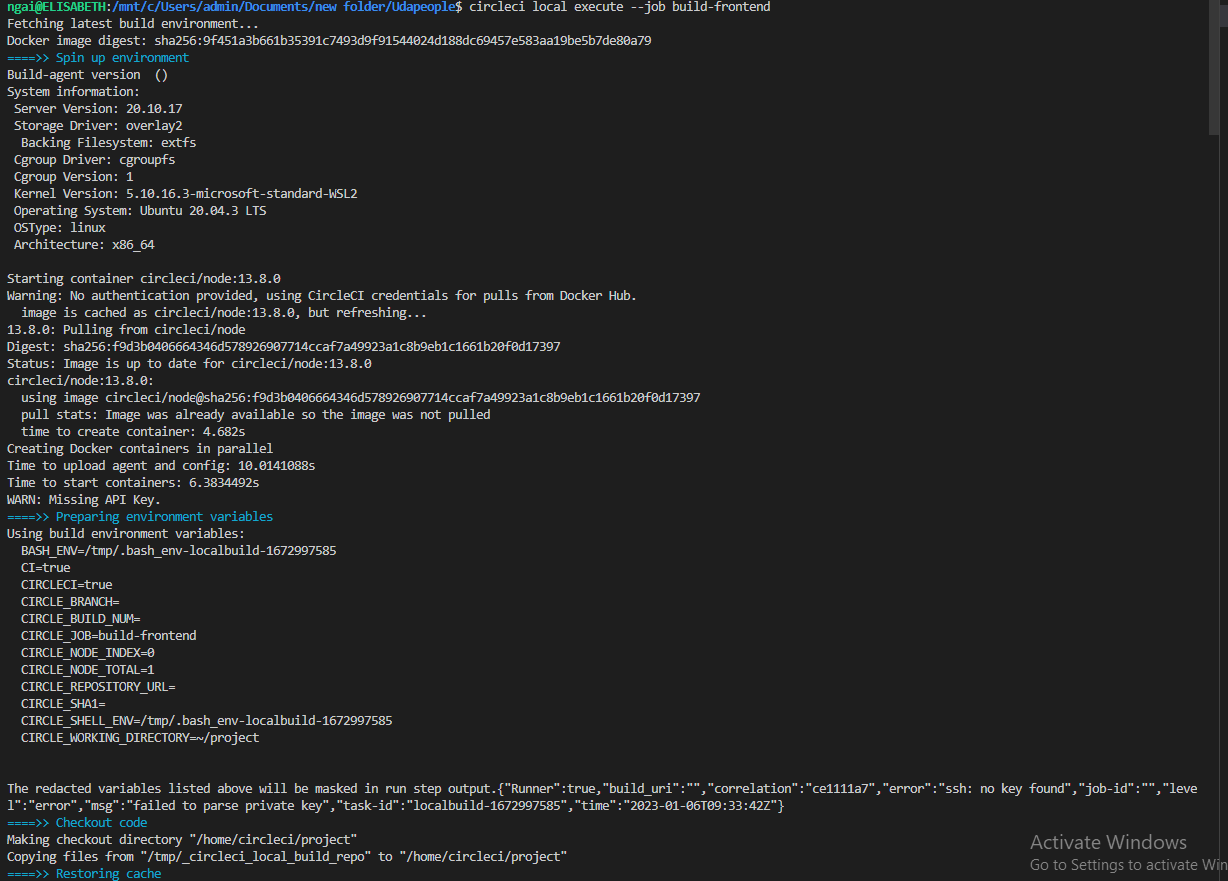 ngai@ELISABETH:/mnt/c/Users/admin/Documents/new folder/Udapeople$ circleci local execute --job build-frontend
Fetching latest build environment...
Docker image digest: sha256:9f451a3b661b35391c7493d9f91544024d188dc69457e583aa19be5b7de80a79
====>> Spin up environment
Build-agent version  ()
System information:
 Server Version: 20.10.17
 Storage Driver: overlay2
  Backing Filesystem: extfs
 Cgroup Driver: cgroupfs
 Cgroup Version: 1
 Kernel Version: 5.10.16.3-microsoft-standard-WSL2
 Operating System: Ubuntu 20.04.3 LTS
 OSType: linux
 Architecture: x86_64
Starting container circleci/node:13.8.0
Warning: No authentication provided, using CircleCI credentials for pulls from Docker Hub.
  image is cached as circleci/node:13.8.0, but refreshing...
13.8.0: Pulling from circleci/node
Digest: sha256:f9d3b0406664346d578926907714ccaf7a49923a1c8b9eb1c1661b20f0d17397
Status: Image is up to date for circleci/node:13.8.0
circleci/node:13.8.0:
  using image circleci/node@sha256:f9d3b0406664346d578926907714ccaf7a49923a1c8b9eb1c1661b20f0d17397
  pull stats: Image was already available so the image was not pulled
  time to create container: 4.682s
Creating Docker containers in parallel
Time to upload agent and config: 10.0141088s
Time to start containers: 6.3834492s
WARN: Missing API Key.
====>> Preparing environment variables
Using build environment variables:
  BASH_ENV=/tmp/.bash_env-localbuild-1672997585
  CI=true
  CIRCLECI=true
  CIRCLE_BRANCH=
  CIRCLE_BUILD_NUM=
  CIRCLE_JOB=build-frontend
  CIRCLE_NODE_INDEX=0
  CIRCLE_NODE_TOTAL=1
  CIRCLE_REPOSITORY_URL=
  CIRCLE_SHA1=
  CIRCLE_SHELL_ENV=/tmp/.bash_env-localbuild-1672997585
  CIRCLE_WORKING_DIRECTORY=~/project
The redacted variables listed above will be masked in run step output.{"Runner":true,"build_uri":"","correlation":"ce1111a7","error":"ssh: no key found","job-id":"","leve
l":"error","msg":"failed to parse private key","task-id":"localbuild-1672997585","time":"2023-01-06T09:33:42Z"}
====>> Checkout code
Making checkout directory "/home/circleci/project"
Copying files from "/tmp/_circleci_local_build_repo" to "/home/circleci/project"
====>> Restoring cache
Activate Windows
Go to Settings to activate Win